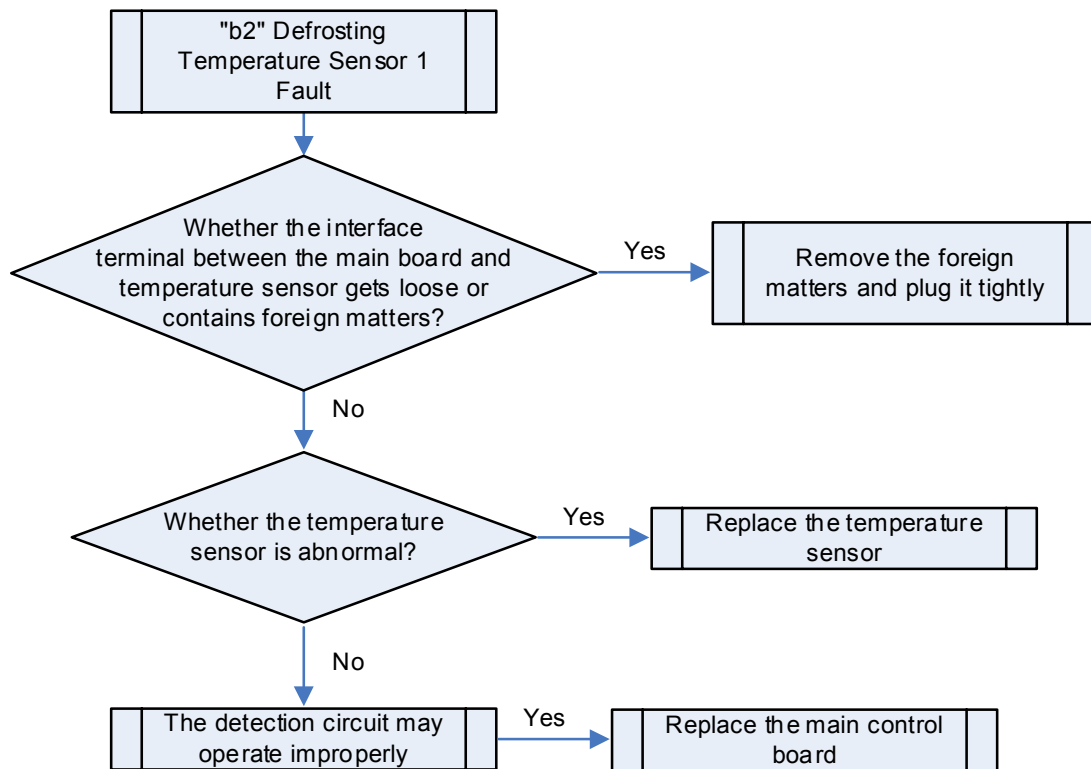 "b2" Defrosting
Temperature Sensor 1
Fault
Whether the interface
terminal between the main board and
temperature sensor gets loose or
contains foreign matters?
Yes
Remove the foreign
matters and plug it tightly
No
Whether the temperature
sensor is abnormal?
Yes
Replace the temperature
sensor
No
The detection circuit may
operate improperly
Yes
Replace the main control
board